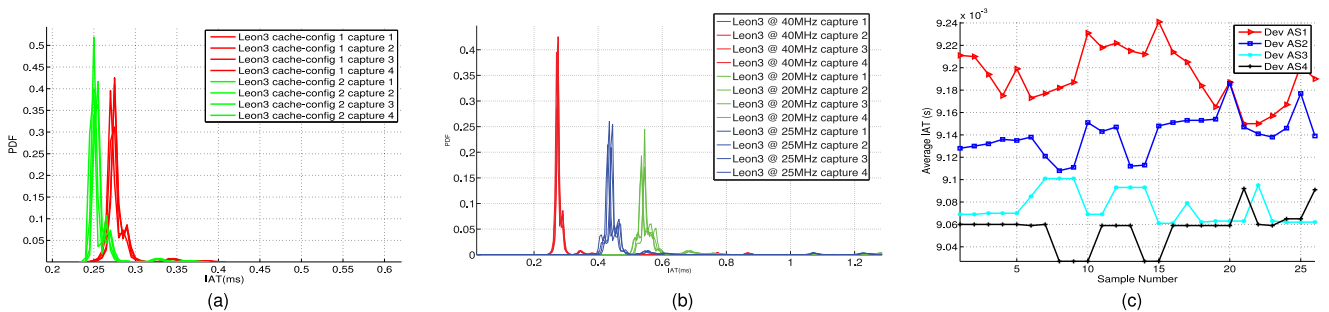 PDF
0.5
0.45
0.4
0.35
0.3
0.25
0.2
0.15
0.1
0.05
0.2
0.25
0.3
0.35
0.4
0.45
0.5
0.55
0.6
IAT(ms)
Leon3 cache-config 1 capture 1
Leon3 cache-config 1 capture 2
Leon3 cache-config 1 capture 3
Leon3 cache-config 1 capture 4
Leon3 cache-config 2 capture 1
Leon3 cache-config 2 capture 2
Leon3 cache-config 2 capture 3
Leon3 cache-config 2 capture 4
(a)
PDF
0.4
0.35
0.3
0.25
0.2
0.15
0.1
0.05
0
0.2
0.4
0.6
0.8
1
1.2
IAT(ms)
Leon3 @ 40MHz capture 1
Leon3 @ 40MHz capture 2
Leon3 @ 40MHz capture 3
Leon3 @ 40MHz capture 4
Leon3 @ 20MHz capture 1
Leon3 @ 20MHz capture 2
Leon3 @ 20MHz capture 3
Leon3 @ 20MHz capture 4
Leon3 @ 25MHz capture 1
Leon3 @ 25MHz capture 2
Leon3 @ 25MHz capture 3
Leon3 @ 25MHz capture 4
(b)
x 10⁻³
Average IAT (s)
9.24
9.22
9.2
9.18
9.16
9.14
9.12
9.1
9.08
9.06
9.04
5
10
15
20
25
Sample Number
Dev AS1
Dev AS2
Dev AS3
Dev AS4
(c)